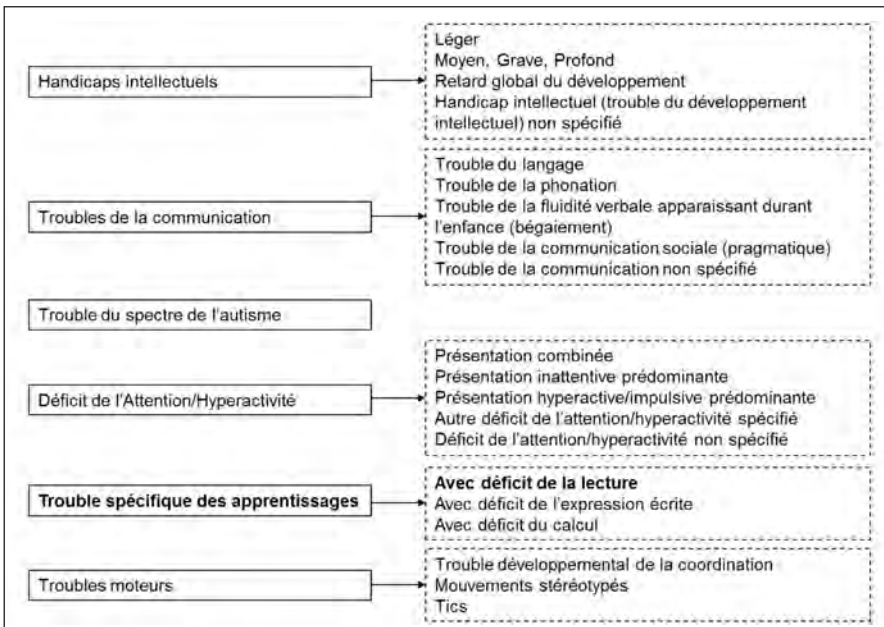 Handicaps intellectuels
Léger
Moyen, Grave, Profond
Retard global du développement
Handicap intellectuel (trouble du développement
intellectuel) non spécifié
Troubles de la communication
Trouble du langage
Trouble de la phonation
Trouble de la fluidité verbale apparaissant durant
l'enfance (bégaiement)
Trouble de la communication sociale (pragmatique)
Trouble de la communication non spécifié
Trouble du spectre de l'autisme
Déficit de l'Attention/Hyperactivité
Présentation combinée
Présentation inattentive prédominante
Présentation hyperactive/impulsive prédominante
Autre déficit de l'attention/hyperactivité spécifié
Déficit de l'attention/hyperactivité non spécifié
Trouble spécifique des apprentissages
Avec déficit de la lecture
Avec déficit de l'expression écrite
Avec déficit du calcul
Troubles moteurs
Trouble développemental de la coordination
Mouvements stéréotypés
Tics